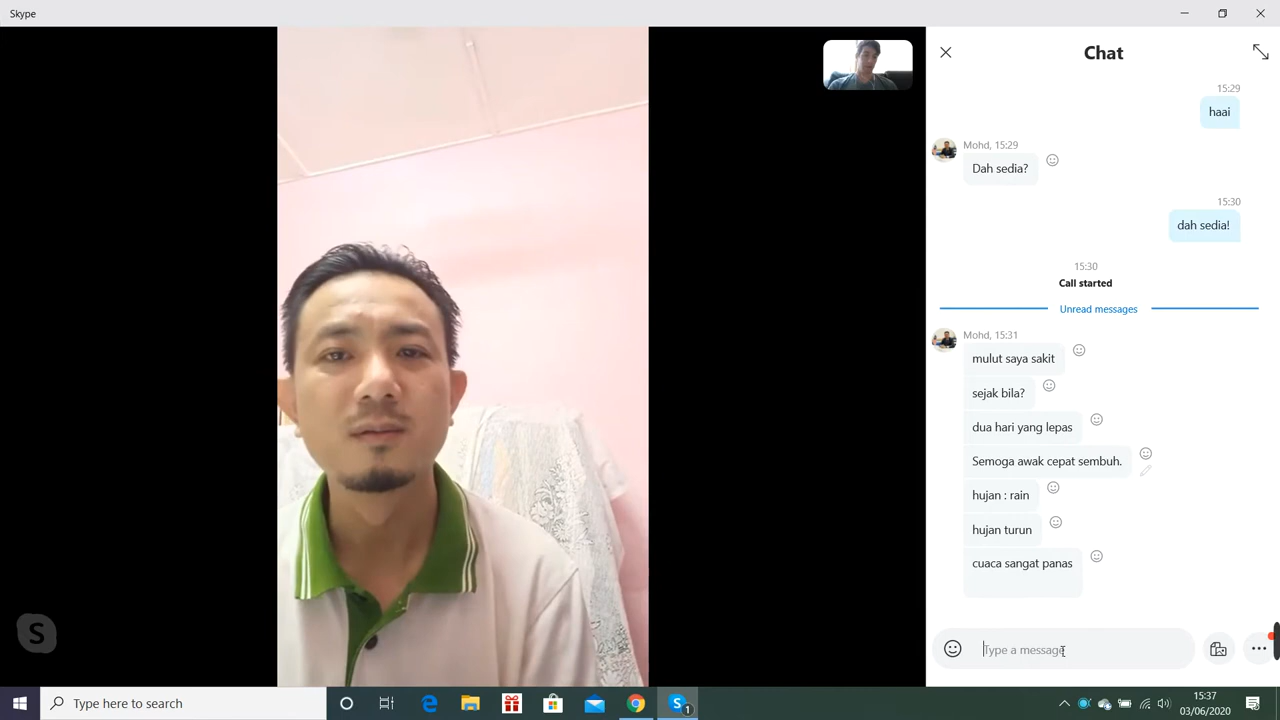 Skype
Chat
15:29
haai
Mohd, 15:29
Dah sedia?
15:30
dah sedia!
15:30
Call started
Unread messages
Mohd, 15:31
mulut saya sakit
sejak bila?
dua hari yang lepas
Semoga awak cepat sembuh.
hujan : rain
hujan turun
cuaca sangat panas
Type a message
S
Type here to search
S
1
15:37
03/06/2020